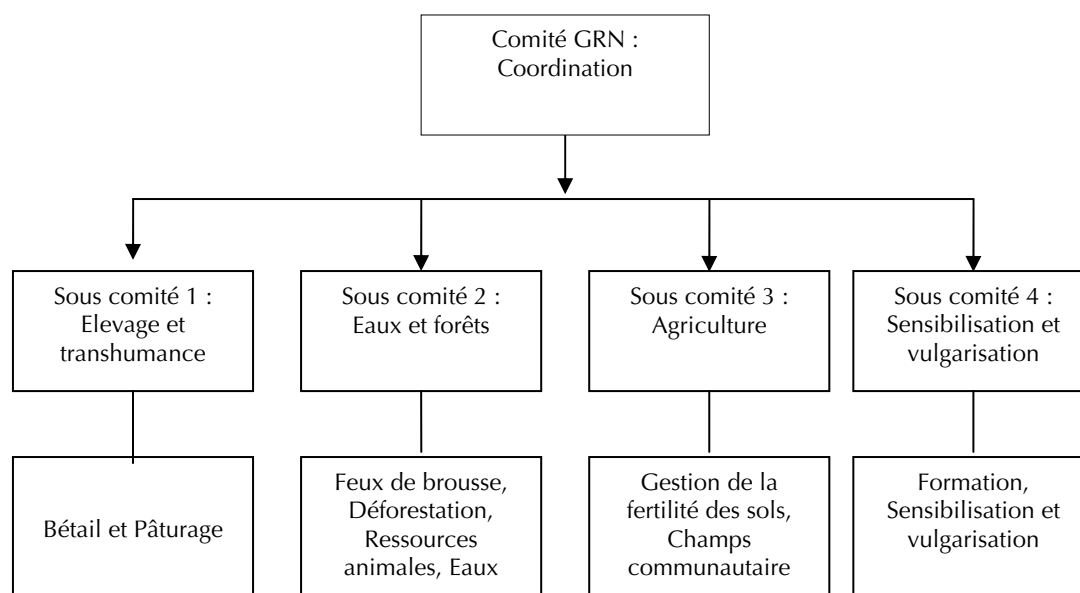 Comité GRN :
Coordination
Sous comité 1 :
Elevage et
transhumance
Sous comité 2 :
Eaux et forêts
Sous comité 3 :
Agriculture
Sous comité 4 :
Sensibilisation et
vulgarisation
Bétail et Pâturage
Feux de brousse,
Déforestation,
Ressources
animales, Eaux
Gestion de la
fertilité des sols,
Champs
communautaire
Formation,
Sensibilisation et
vulgarisation